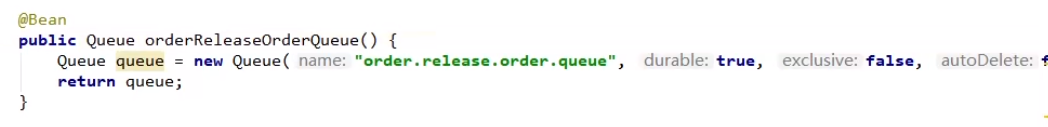 @Bean
public Queue orderReleaseOrderQueue() {
Queue queue = new Queue( name: "order.release.order.queue", durable: true, exclusive: false, autoDelete:
return queue;
}